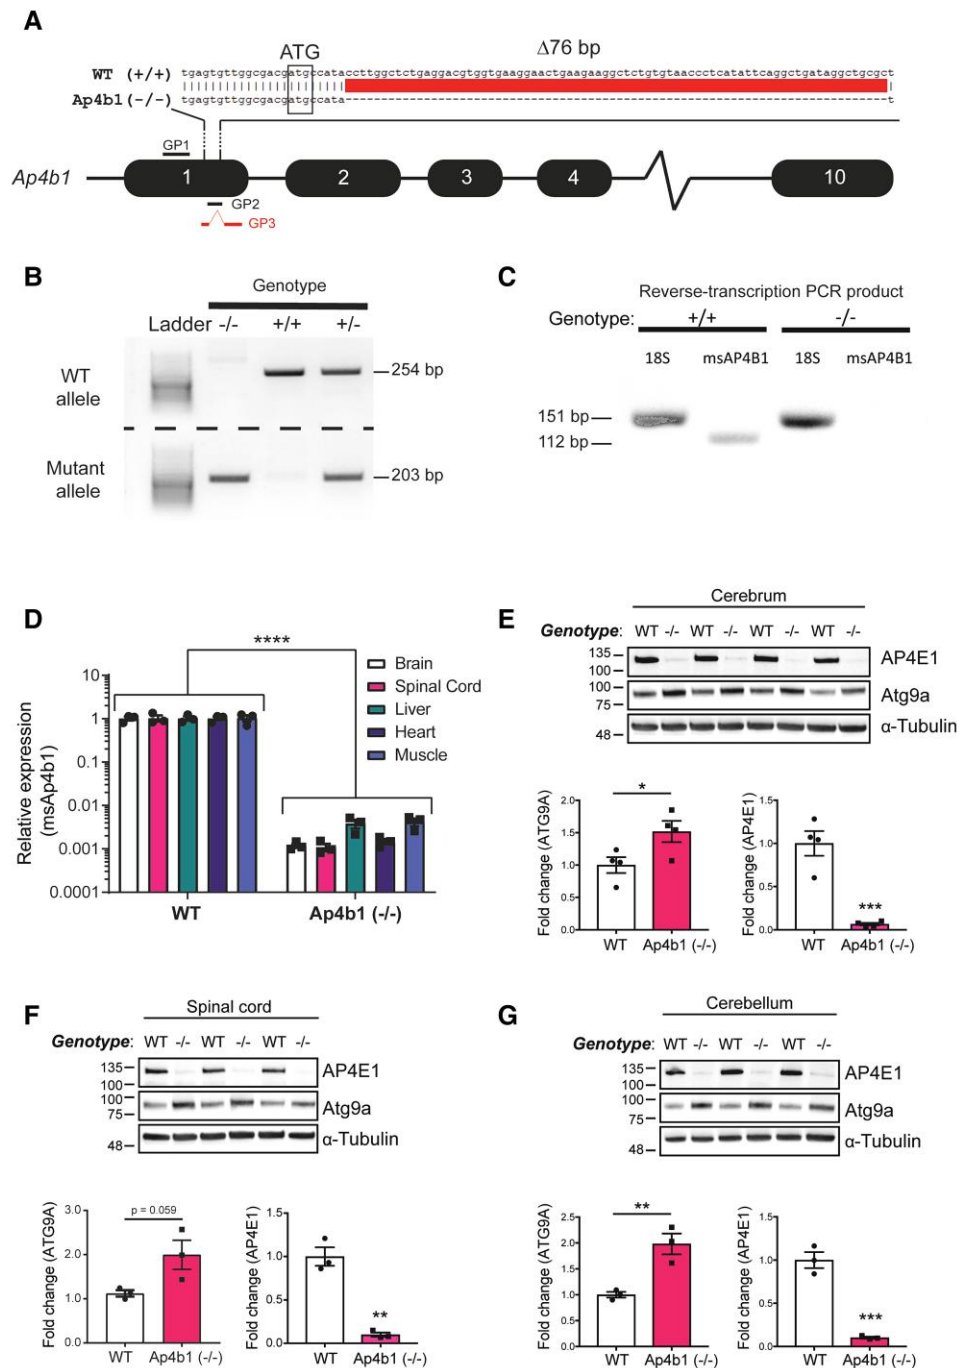 A
ATG Δ76 bp
WT (+/+) tgagtgttggcgacgatgccataccttggctctgaggacgtggtgaaggaactgaagaaggctctgtgtaaccctcatattcaggctgataggctgcgct
Ap4b1(-/-) tgagtgttggcgacgatgccata------------------------------------------------------------------t
GP1
Ap4b1 1 2 3 4 10
GP2
GP3
B
Genotype
Ladder -/- +/+ +/-
WT allele
254 bp
Mutant allele
203 bp
C
Reverse-transcription PCR product
Genotype: +/+ -/-
18S msAP4B1 18S msAP4B1
151 bp
112 bp
D
****
Relative expression (msAp4b1)
10
1
0.1
0.01
0.001
0.0001
Brain
Spinal Cord
Liver
Heart
Muscle
WT Ap4b1 (-/-)
E
Cerebrum
Genotype: WT -/- WT -/- WT -/- WT -/-
135
100
AP4E1
100
75
Atg9a
48
α-Tubulin
Fold change (ATG9A)
2.0
1.5
1.0
0.5
0.0
*
WT Ap4b1 (-/-)
Fold change (AP4E1)
1.5
1.0
0.5
0.0
***
WT Ap4b1 (-/-)
F
Spinal cord
Genotype: WT -/- WT -/- WT -/-
135
100
AP4E1
100
75
Atg9a
48
α-Tubulin
Fold change (ATG9A)
3.0
2.0
1.0
0.0
p = 0.059
WT Ap4b1 (-/-)
Fold change (AP4E1)
1.5
1.0
0.5
0.0
**
WT Ap4b1 (-/-)
G
Cerebellum
Genotype: WT -/- WT -/- WT -/-
135
100
AP4E1
100
75
Atg9a
48
α-Tubulin
Fold change (ATG9A)
2.5
2.0
1.5
1.0
0.5
0.0
**
WT Ap4b1 (-/-)
Fold change (AP4E1)
1.5
1.0
0.5
0.0
***
WT Ap4b1 (-/-)